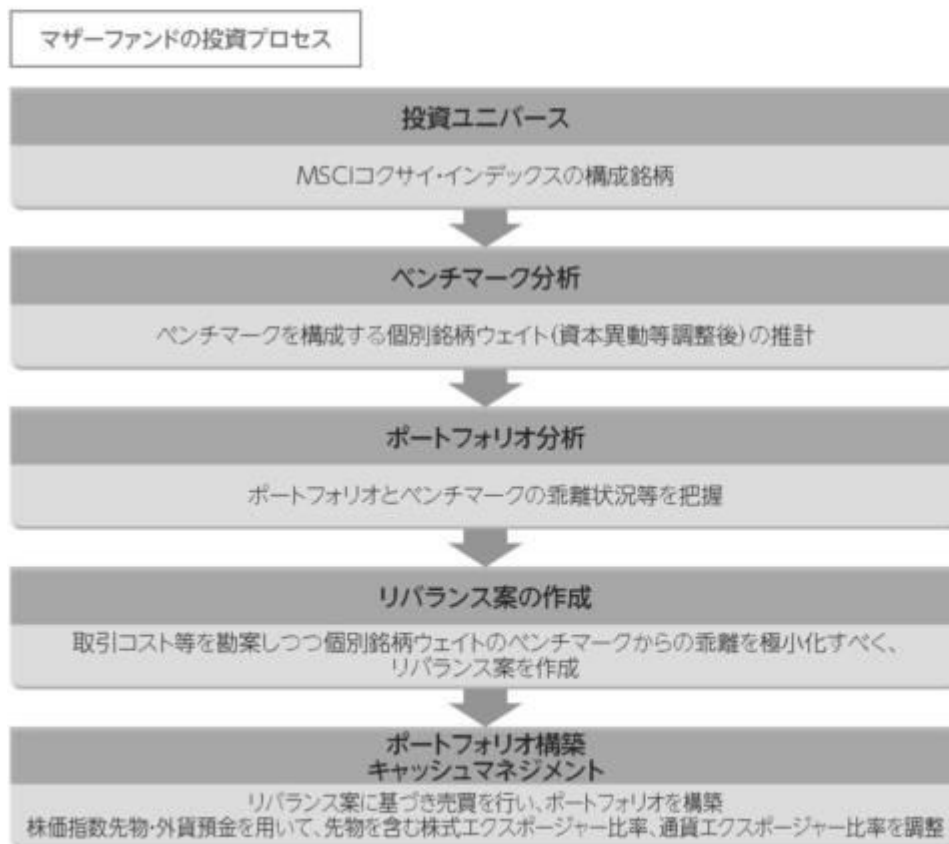 マザーファンドの投資プロセス
投資ユニバース
MSCIコクサイ・インデックスの構成銘柄
ベンチマーク分析
ベンチマークを構成する個別銘柄ウェイト(資本異動等調整後)の推計
ポートフォリオ分析
ポートフォリオとベンチマークの乖離状況等を把握
リバランス案の作成
取引コスト等を勘案しつつ個別銘柄ウェイトのベンチマークからの乖離を極小化すべく、
リバランス案を作成
ポートフォリオ構築
キャッシュマネジメント
リバランス案に基づき売買を行い、ポートフォリオを構築
株価指数先物・外貨預金を用いて、先物を含む株式エクスポージャー比率、通貨エクスポージャー比率を調整